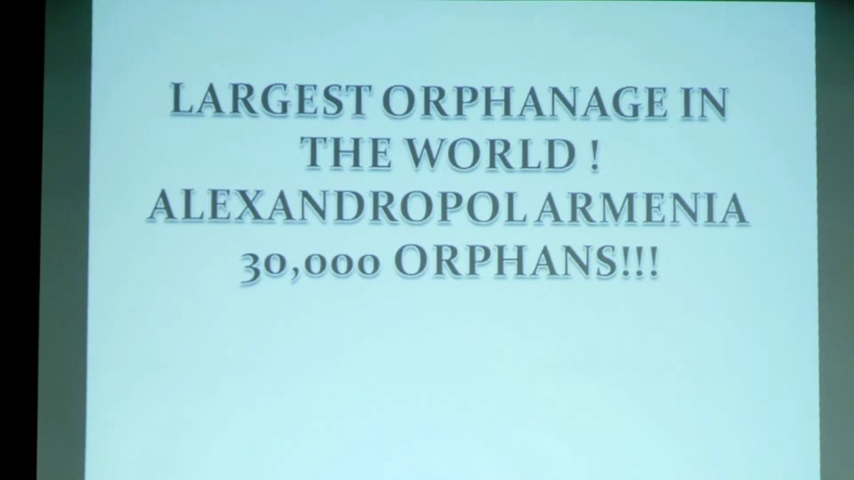 LARGEST ORPHANAGE IN
THE WORLD !
ALEXANDROPOL ARMENIA
30,000 ORPHANS!!!